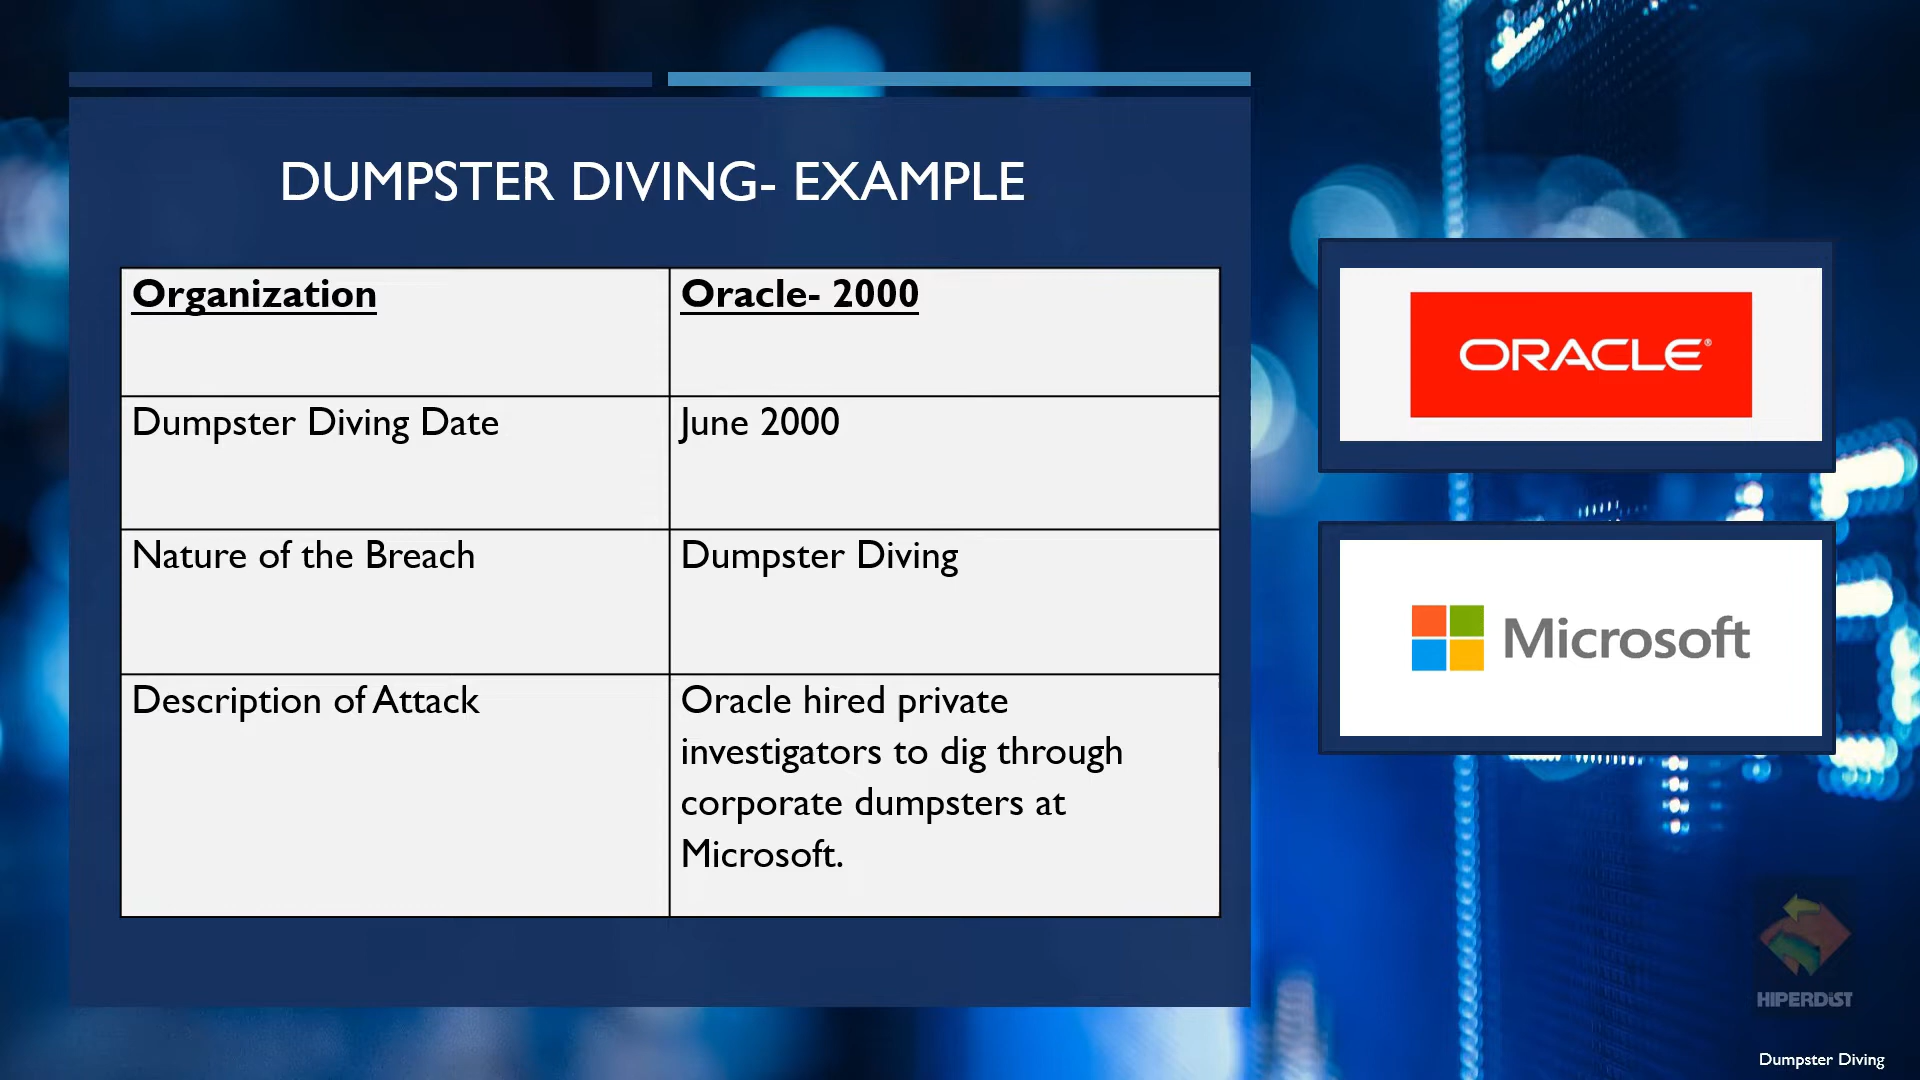 DUMPSTER DIVING- EXAMPLE
Organization
Oracle- 2000
Dumpster Diving Date
June 2000
Nature of the Breach
Dumpster Diving
Description of Attack
Oracle hired private
investigators to dig through
corporate dumpsters at
Microsoft.
ORACLE®
Microsoft
HIPERDIST
Dumpster Diving